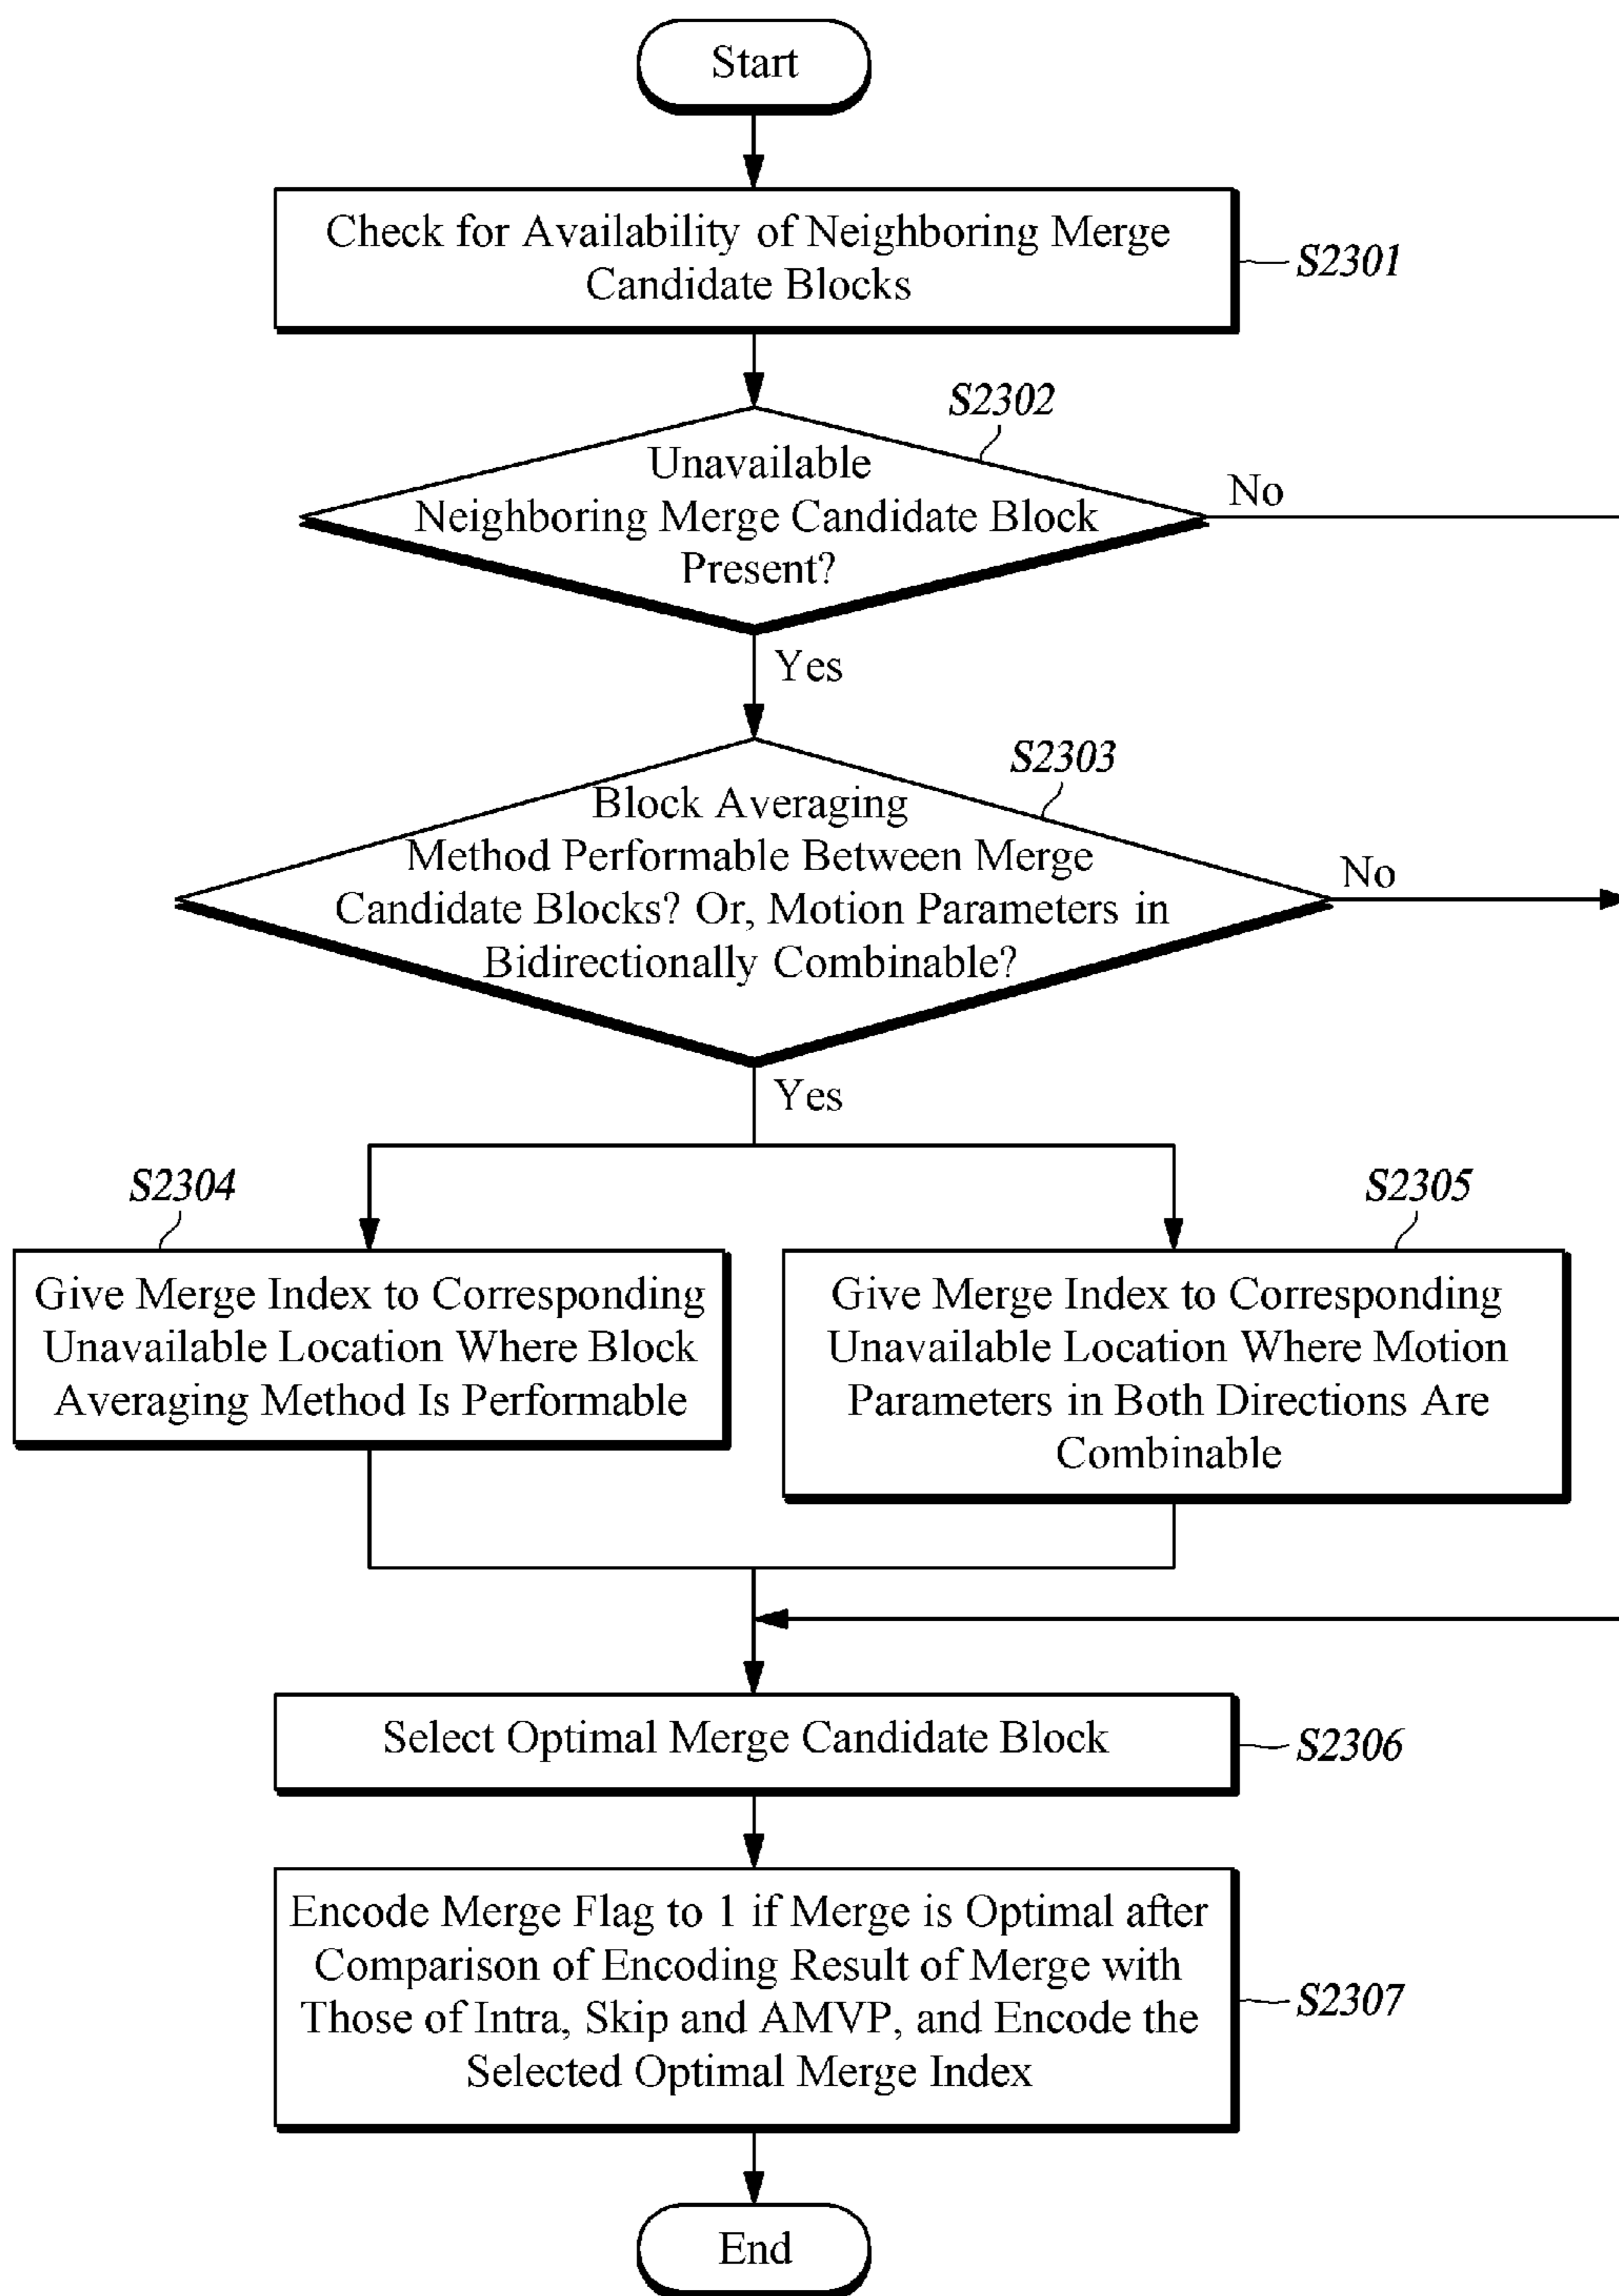 Start
Check for Availability of Neighboring Merge
Candidate Blocks
S2301
S2302
Unavailable
Neighboring Merge Candidate Block
Present?
No
Yes
S2303
Block Averaging
Method Performable Between Merge
Candidate Blocks? Or, Motion Parameters in
Bidirectionally Combinable?
No
Yes
S2304
Give Merge Index to Corresponding
Unavailable Location Where Block
Averaging Method Is Performable
S2305
Give Merge Index to Corresponding
Unavailable Location Where Motion
Parameters in Both Directions Are
Combinable
Select Optimal Merge Candidate Block
S2306
Encode Merge Flag to 1 if Merge is Optimal after
Comparison of Encoding Result of Merge with
Those of Intra, Skip and AMVP, and Encode the
Selected Optimal Merge Index
S2307
End